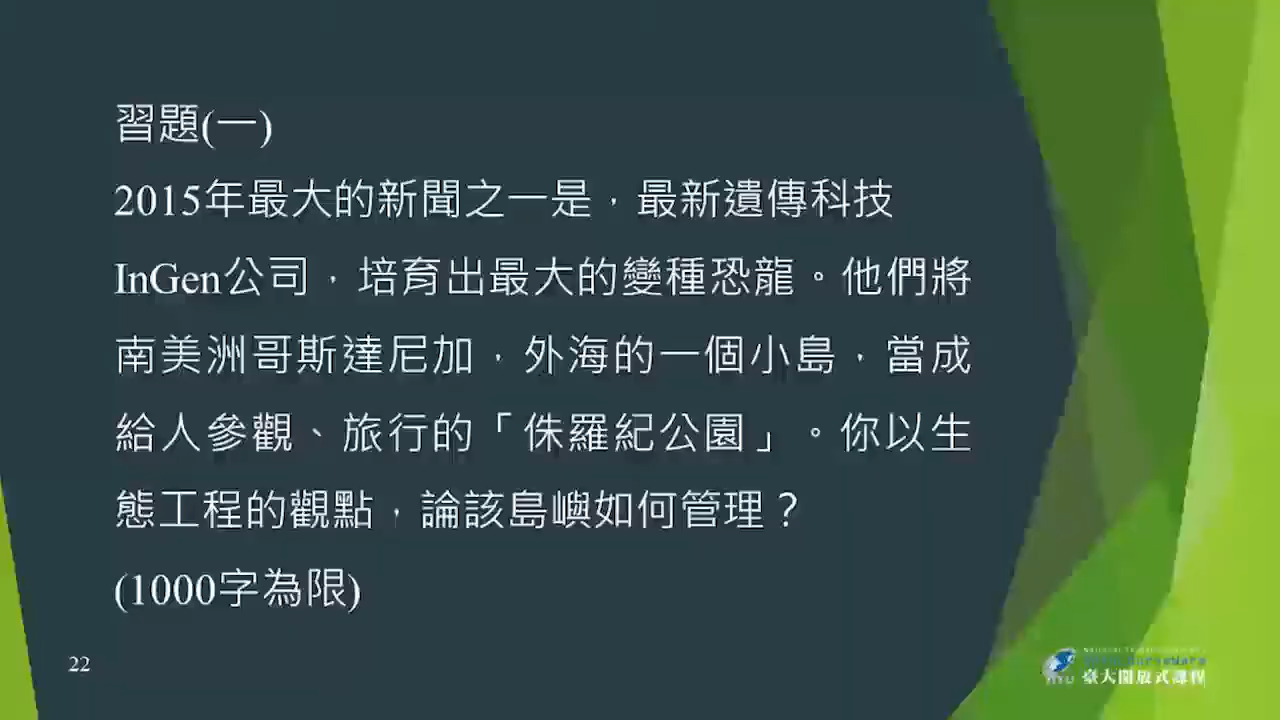 習題(一)
2015年最大的新聞之一是，最新遺傳科技
InGen公司，培育出最大的變種恐龍。他們將
南美洲哥斯達尼加，外海的一個小島，當成
給人參觀、旅行的「侏羅紀公園」。你以生
態工程的觀點，論該島嶼如何管理？
(1000字為限)
22
臺大開放式課程